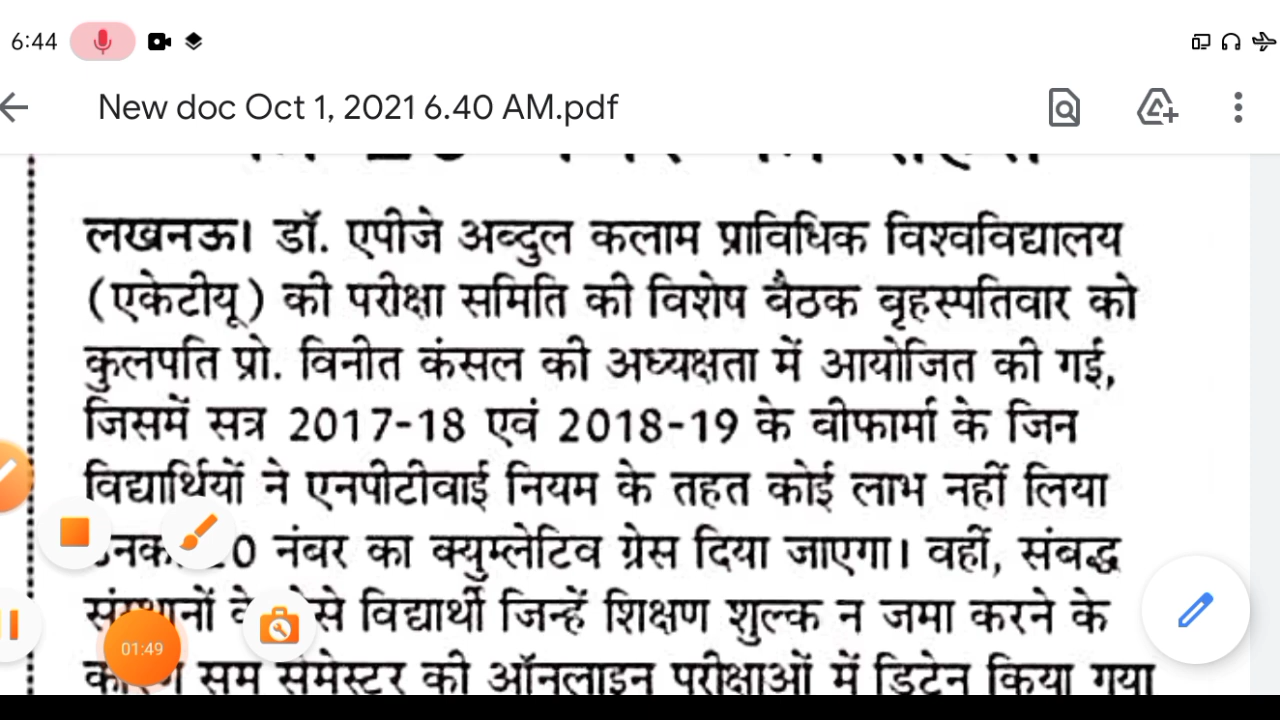 6:44
New doc Oct 1, 2021 6.40 AM.pdf
लखनऊ। डॉ. एपीजे अब्दुल कलाम प्राविधिक विश्वविद्यालय
(एकेटीयू) की परीक्षा समिति की विशेष बैठक बृहस्पतिवार को
कुलपति प्रो. विनीत कंसल की अध्यक्षता में आयोजित की गई,
जिसमें सत्र 2017-18 एवं 2018-19 के बीफार्मा के जिन
विद्यार्थियों ने एनपीटीवाई नियम के तहत कोई लाभ नहीं लिया
नंबर का क्युम्लेटिव ग्रेस दिया जाएगा। वहीं, संबद्ध
विद्यार्थी जिन्हें शिक्षण शुल्क न जमा करने के
सम सेमेस्टर की ऑनलाइन परीक्षाओं में डिटेन किया गया
01:49